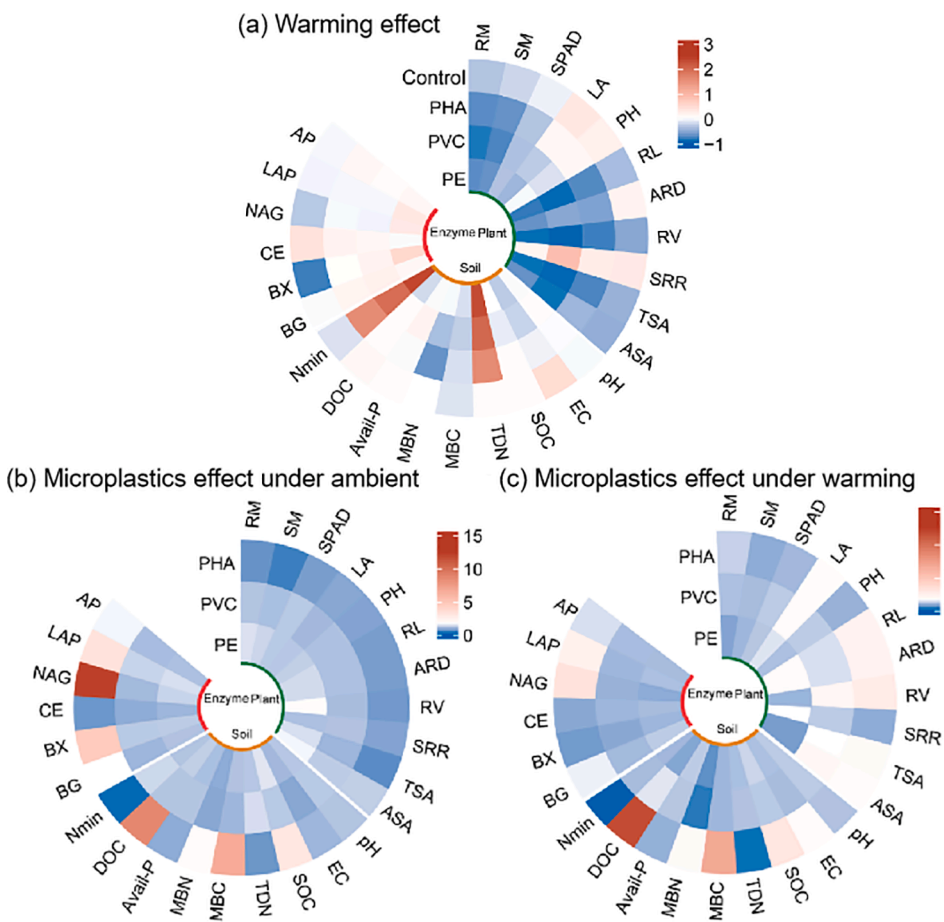 (a) Warming effect
RM
SM
SPAD
LA
PH
RL
ARD
RV
SRR
TSA
ASA
pH
EC
SOC
TDN
MBC
MBN
Avail-P
DOC
Nmin
BG
BX
CE
NAG
LAP
AP
Control
PHA
PVC
PE
Enzyme Plant
Soil
3
2
1
0
−1
(b) Microplastics effect under ambient
RM
SM
SPAD
LA
PH
RL
ARD
RV
SRR
TSA
ASA
pH
EC
SOC
TDN
MBC
MBN
Avail-P
DOC
Nmin
BG
BX
CE
NAG
LAP
AP
PHA
PVC
PE
Enzyme Plant
Soil
15
10
5
0
(c) Microplastics effect under warming
RM
SM
SPAD
LA
PH
RL
ARD
RV
SRR
TSA
ASA
pH
EC
SOC
TDN
MBC
MBN
Avail-P
DOC
Nmin
BG
BX
CE
NAG
LAP
AP
PHA
PVC
PE
Enzyme Plant
Soil